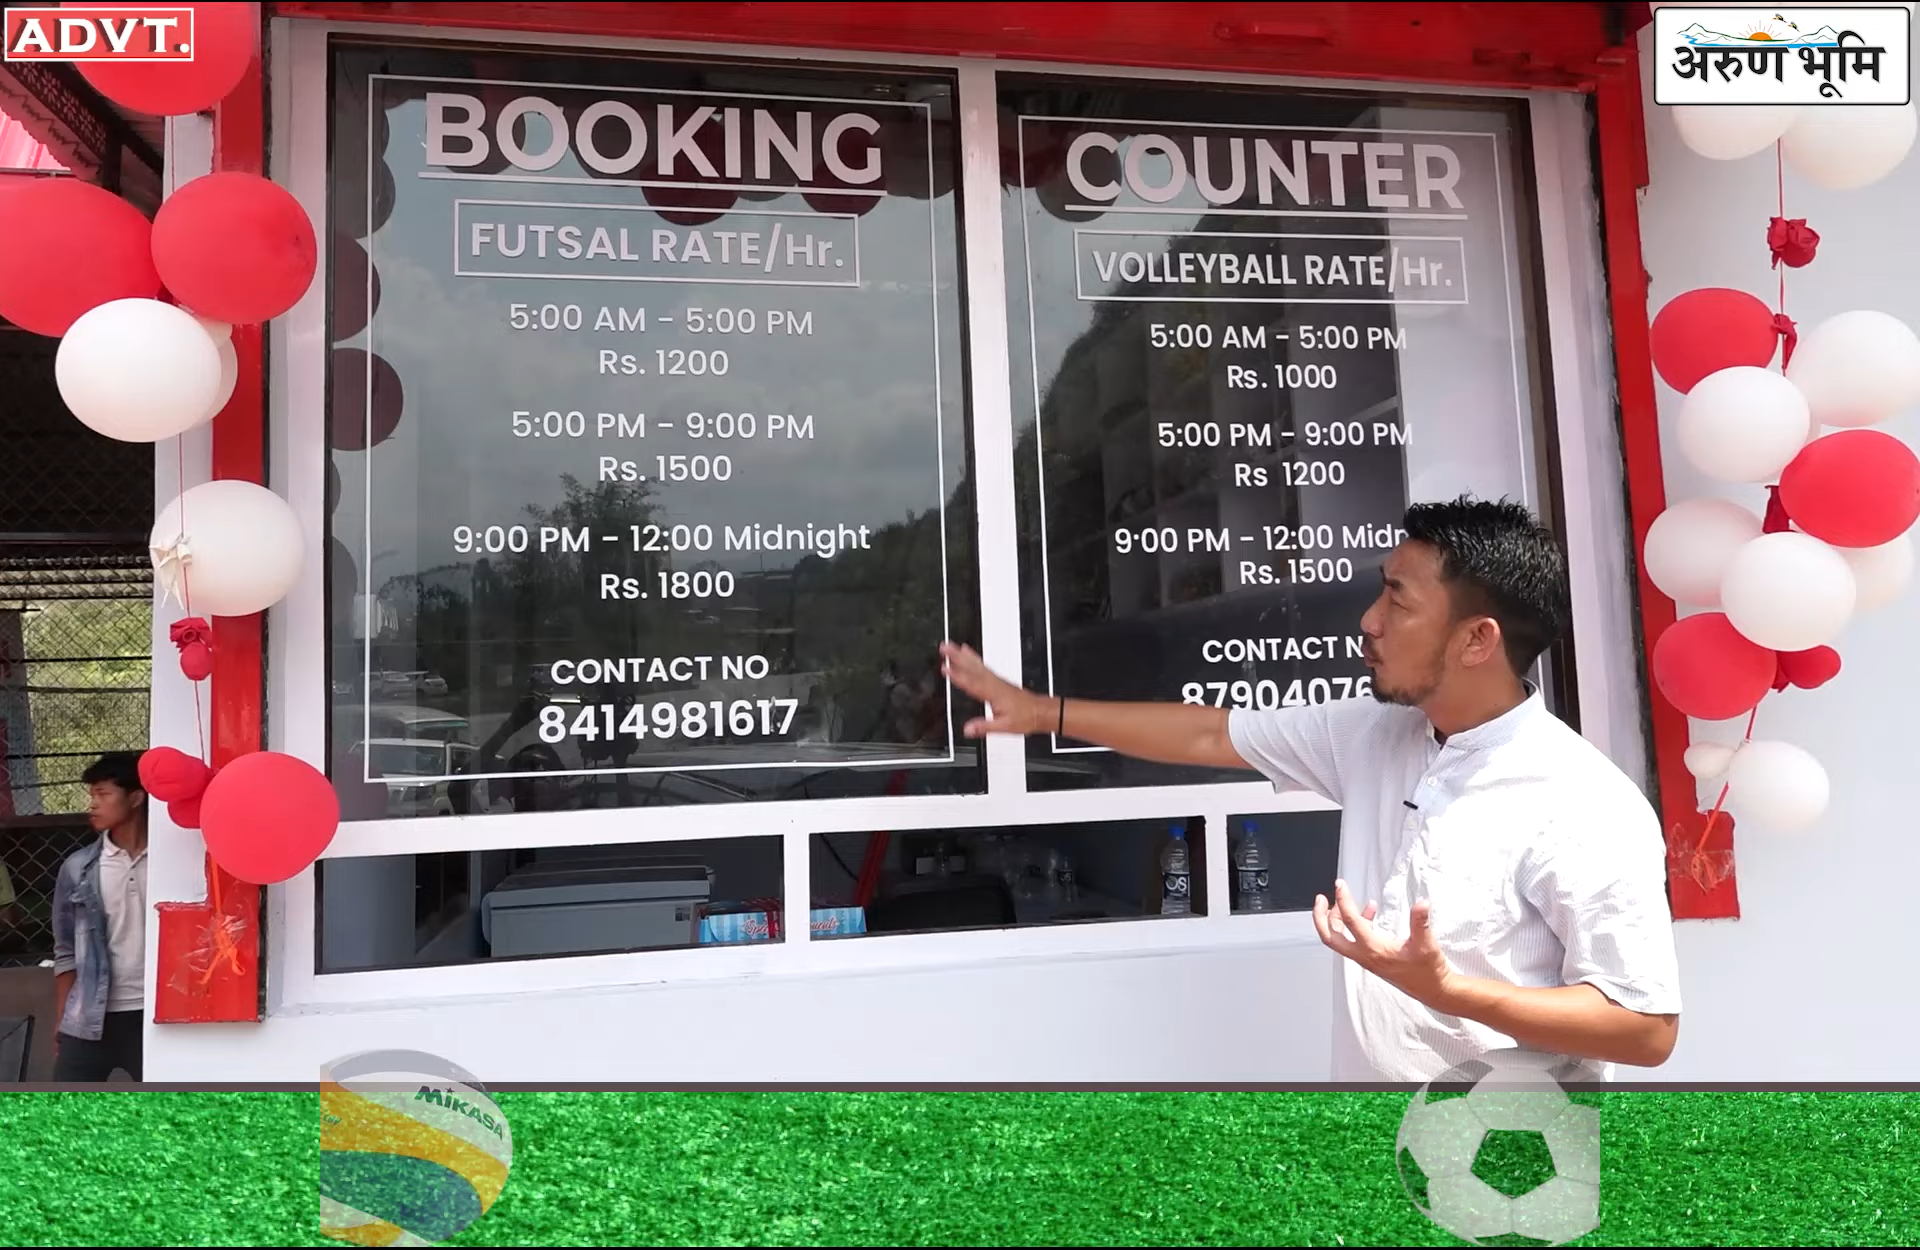 ADVT.
अरुण भूमि
BOOKING
FUTSAL RATE/Hr.
5:00 AM - 5:00 PM
Rs. 1200
5:00 PM - 9:00 PM
Rs. 1500
9:00 PM - 12:00 Midnight
Rs. 1800
CONTACT NO
8414981617
COUNTER
VOLLEYBALL RATE/Hr.
5:00 AM - 5:00 PM
Rs. 1000
5:00 PM - 9:00 PM
Rs 1200
9:00 PM - 12:00 Midn
Rs. 1500
CONTACT N
8790407
MIKASA